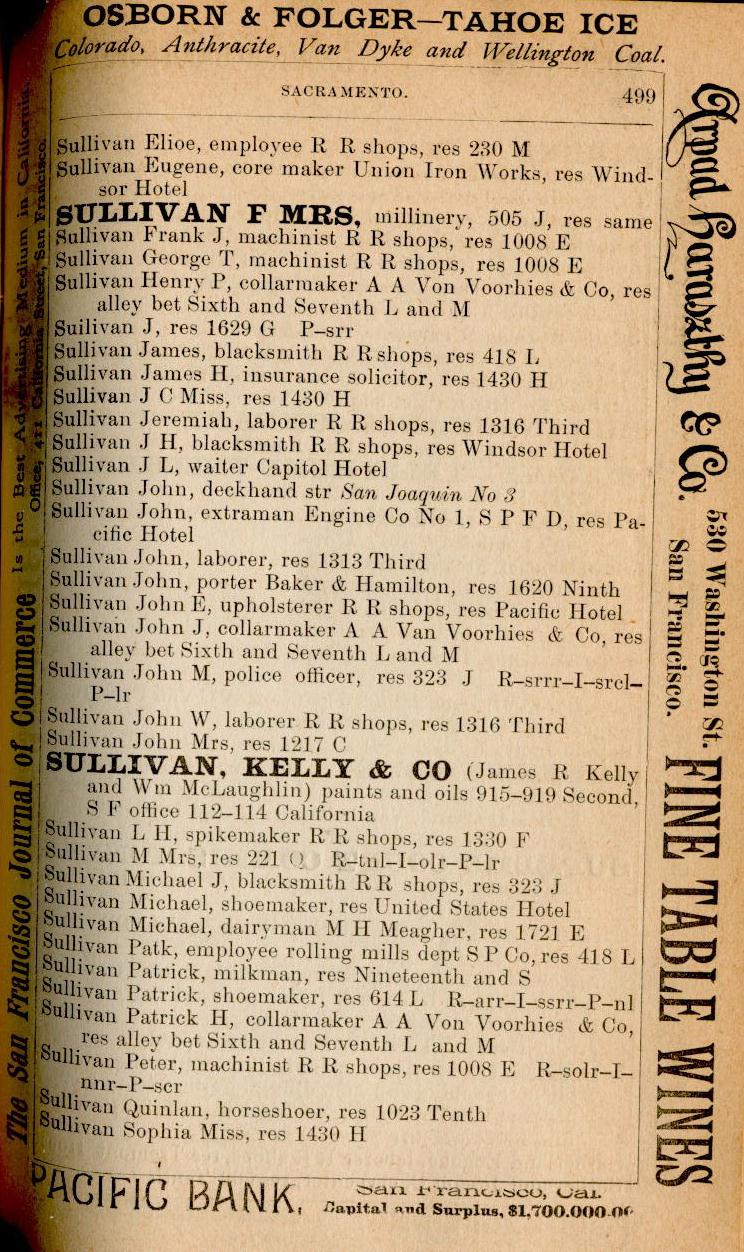 OSBORN & FOLGER—TAHOE ICE
Colorado, Anthracite, Van Dyke and Wellington Coal.
SACRAMENTO. 499
Sullivan Elioe, employee R R shops, res 230 M
Sullivan Eugene, core maker Union Iron Works, res Wind-
sor Hotel
SULLIVAN F MRS, millinery, 505 J, res same
Sullivan Frank J, machinist R R shops, res 1008 E
Sullivan George T, machinist R R shops, res 1008 E
Sullivan Henry P, collarmaker A A Von Voorhies & Co, res
alley bet Sixth and Seventh L and M
Suilivan J, res 1629 G P–srr
Sullivan James, blacksmith R R shops, res 418 L
Sullivan James H, insurance solicitor, res 1430 H
Sullivan J C Miss, res 1430 H
Sullivan Jeremiah, laborer R R shops, res 1316 Third
Sullivan J H, blacksmith R R shops, res Windsor Hotel
Sullivan J L, waiter Capitol Hotel
Sullivan John, deckhand str San Joaquin No 3
Sullivan John, extraman Engine Co No 1, S P F D, res Pa-
cific Hotel
Sullivan John, laborer, res 1313 Third
Sullivan John, porter Baker & Hamilton, res 1620 Ninth
Sullivan John E, upholsterer R R shops, res Pacific Hotel
Sullivan John J, collarmaker A A Van Voorhies & Co, res
alley bet Sixth and Seventh L and M
Sullivan John M, police officer, res 323 J R–srrr–I–srcl–
P–lr
Sullivan John W, laborer R R shops, res 1316 Third
Sullivan John Mrs, res 1217 C
SULLIVAN, KELLY & CO (James R Kelly
and Wm McLaughlin) paints and oils 915–919 Second,
S F office 112–114 California
Sullivan L H, spikemaker R R shops, res 1330 F
Sullivan M Mrs, res 221 Q R–tnl–I–olr–P–lr
Sullivan Michael J, blacksmith R R shops, res 323 J
Sullivan Michael, shoemaker, res United States Hotel
Sullivan Michael, dairyman M H Meagher, res 1721 E
Sullivan Patk, employee rolling mills dept S P Co, res 418 L
Sullivan Patrick, milkman, res Nineteenth and S
Sullivan Patrick, shoemaker, res 614 L R–arr–I–ssrr–P–nl
Sullivan Patrick H, collarmaker A A Von Voorhies & Co,
res alley bet Sixth and Seventh L and M
Sullivan Peter, machinist R R shops, res 1008 E R–solr–I–
nnr–P–scr
Sullivan Quinlan, horseshoer, res 1023 Tenth
Sullivan Sophia Miss, res 1430 H
PACIFIC BANK, San Francisco, Cal.
Capital and Surplus, $1,700.000.00
The San Francisco Journal of Commerce Is the Best Advertising Medium in California.
Office, 411 California Street, San Francisco.
Arpad Haraszthy & Co. 530 Washington St. FINE TABLE WINES
San Francisco.